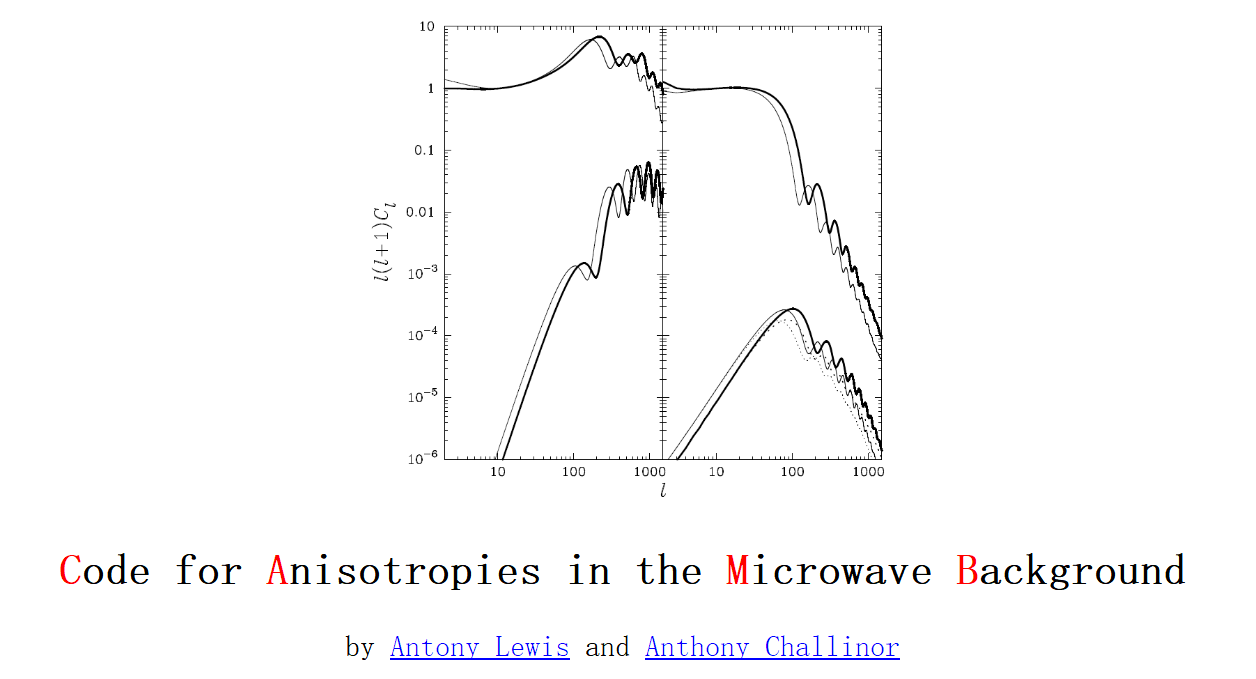 10
1
0.1
0.01
10⁻³
10⁻⁴
10⁻⁵
10⁻⁶
l(l+1)C_l
10 100 1000 10 100 1000
l
Code for Anisotropies in the Microwave Background
by Antony Lewis and Anthony Challinor